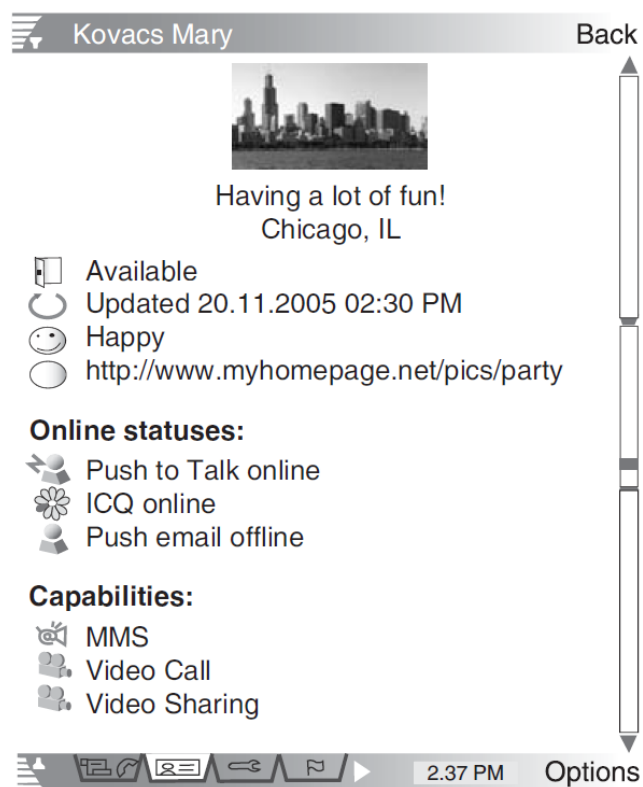 Kovacs Mary
Back
Having a lot of fun!
Chicago, IL
Available
Updated 20.11.2005 02:30 PM
Happy
http://www.myhomepage.net/pics/party
Online statuses:
Push to Talk online
ICQ online
Push email offline
Capabilities:
MMS
Video Call
Video Sharing
2.37 PM
Options